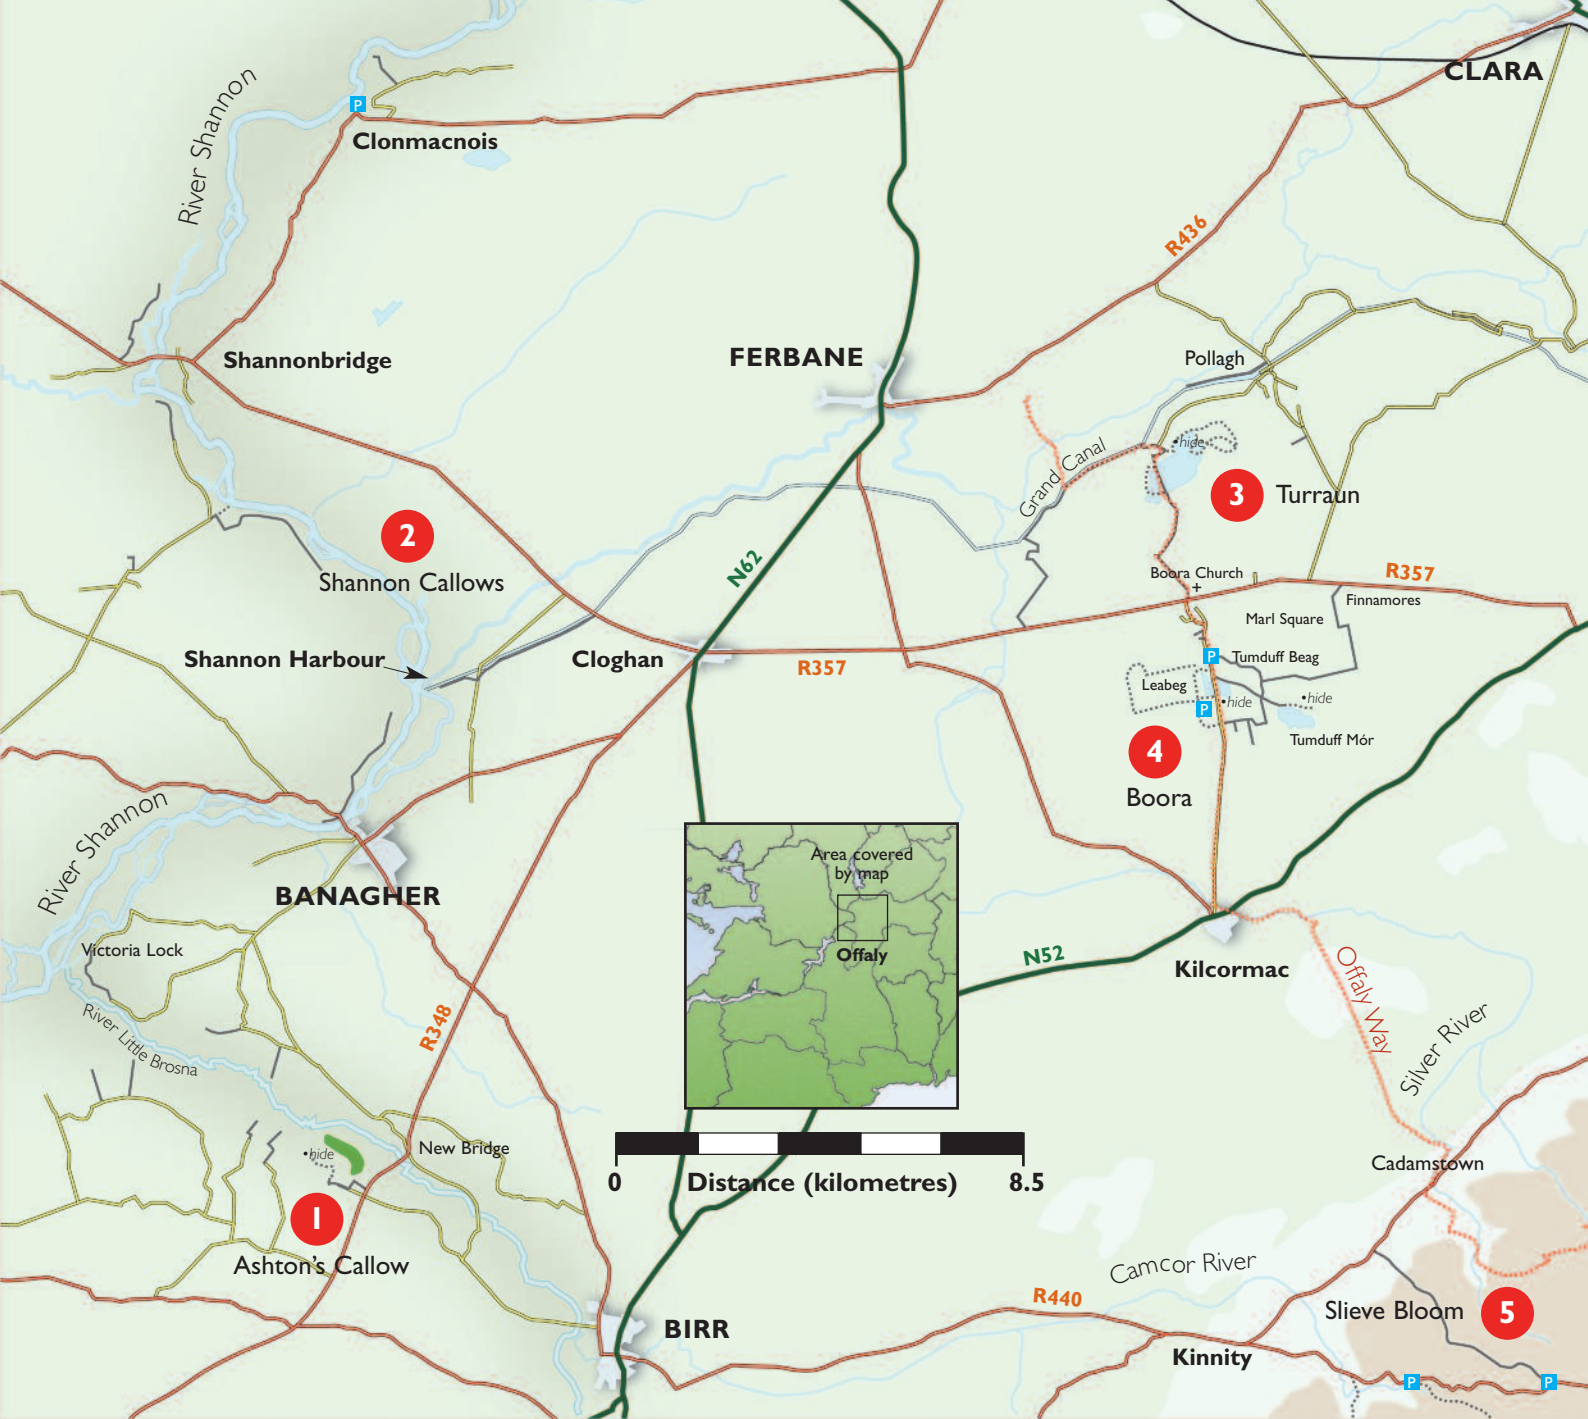 CLARA
River Shannon
P
Clonmacnois
R436
Shannonbridge
FERBANE
Pollagh
•hide
Grand Canal
3
Turraun
2
Shannon Callows
N62
Boora Church
+
R357
Finnamores
Marl Square
Shannon Harbour
Cloghan
R357
P
Tumduff Beag
Leabeg
•hide
•hide
P
Tumduff Mór
4
Boora
River Shannon
BANAGHER
Area covered
by map
Offaly
Victoria Lock
N52
Kilcormac
Offaly Way
Silver River
River Little Brosna
R348
•hide
New Bridge
0
Distance (kilometres)
8.5
Cadamstown
1
Ashton's Callow
Camcor River
R440
Slieve Bloom
5
BIRR
Kinnity
P
P